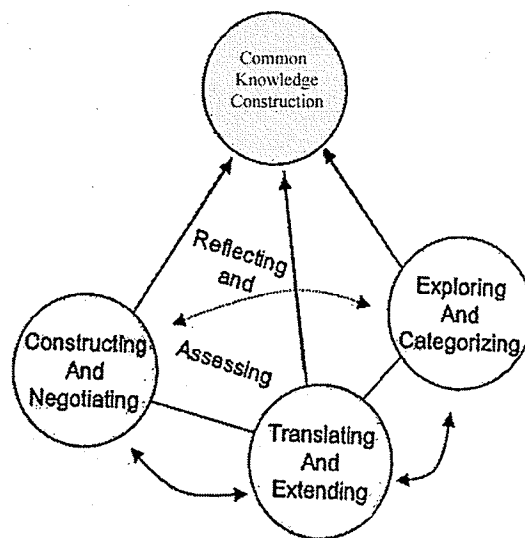 Common
Knowledge
Construction
Reflecting
and
Assessing
Exploring
And
Categorizing
Constructing
And
Negotiating
Translating
And
Extending